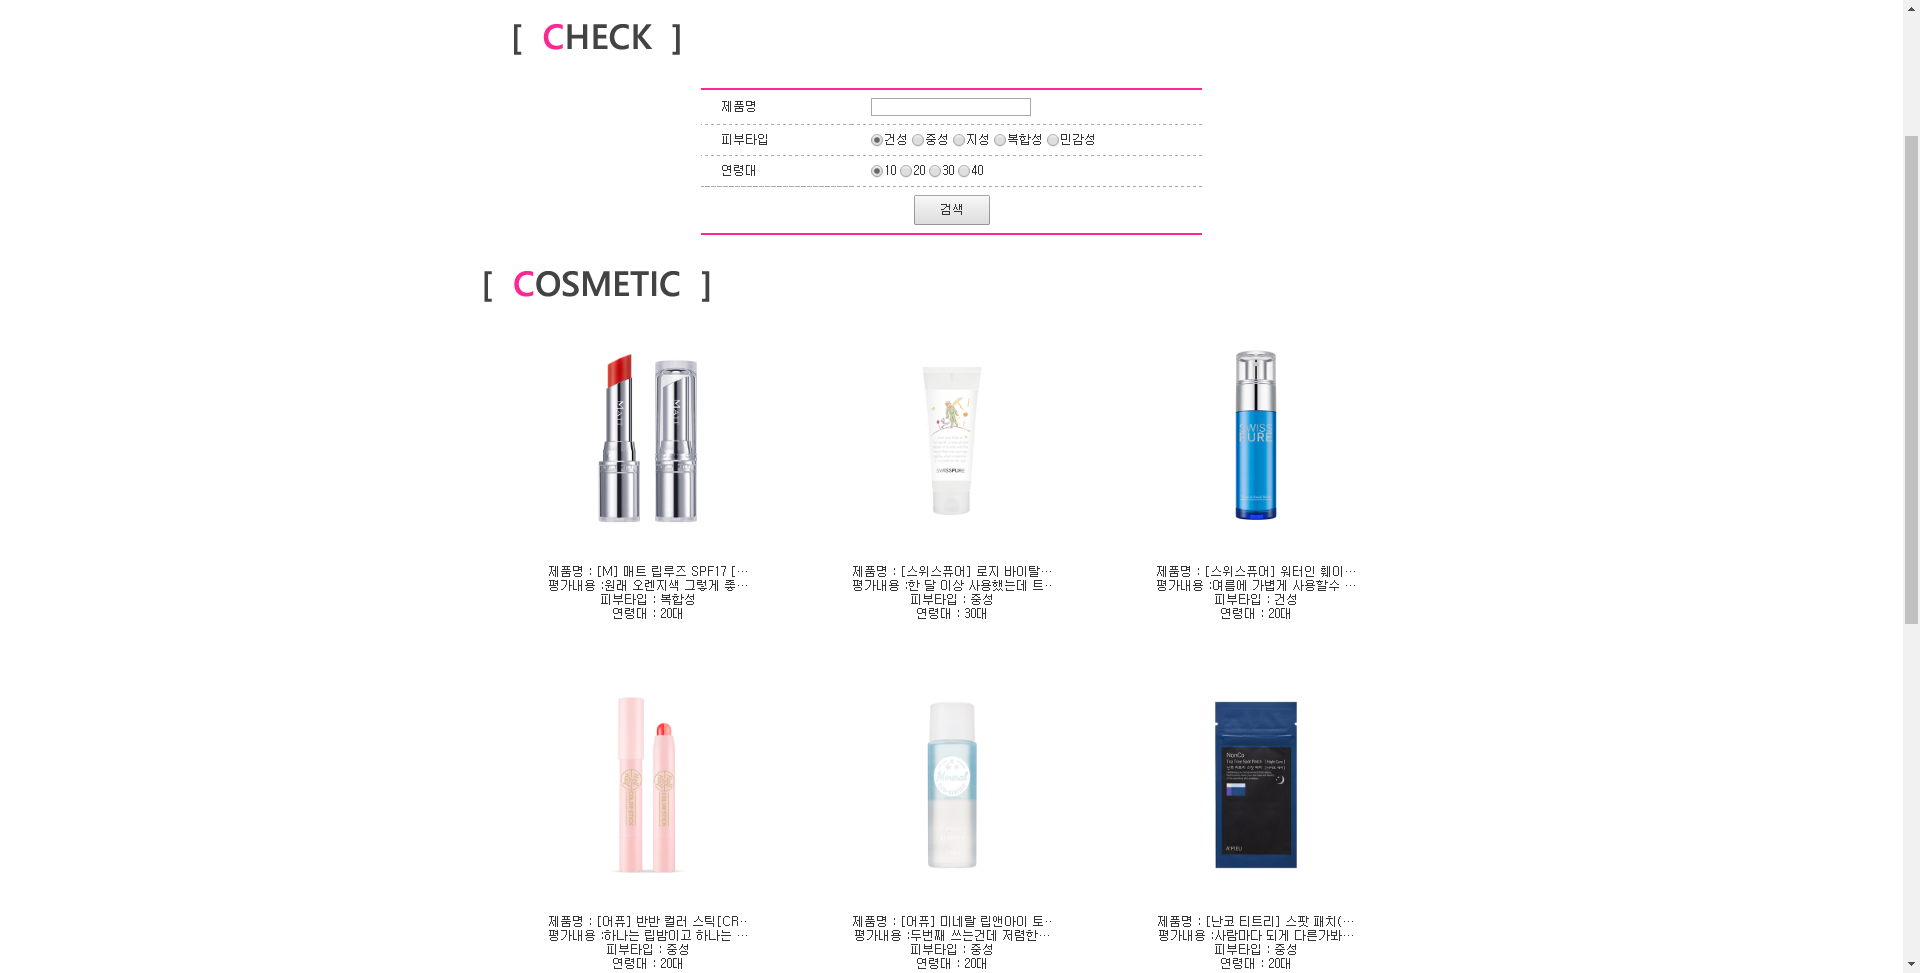 [ CHECK ]
제품명
피부타입 건성 중성 지성 복합성 민감성
연령대 10 20 30 40
검색
[ COSMETIC ]
SWISSPURE
SWISS
PURE
제품명 : [M] 매트 립루즈 SPF17 […
평가내용 :원래 오렌지색 그렇게 좋…
피부타입 : 복합성
연령대 : 20대
제품명 : [스위스퓨어] 로지 바이탈…
평가내용 :한 달 이상 사용했는데 트…
피부타입 : 중성
연령대 : 30대
제품명 : [스위스퓨어] 워터인 훼이…
평가내용 :여름에 가볍게 사용할수 …
피부타입 : 건성
연령대 : 20대
Mineral
NonCo
Tea Tree Spot Patch [Night Care]
A'PIEU
제품명 : [어퓨] 반반 컬러 스틱[CR…
평가내용 :하나는 립밤이고 하나는 …
피부타입 : 중성
연령대 : 20대
제품명 : [어퓨] 미네랄 립앤아이 토…
평가내용 :두번째 쓰는건데 저렴한…
피부타입 : 중성
연령대 : 20대
제품명 : [난코 티트리] 스팟 패치(…
평가내용 :사람마다 되게 다른가봐…
피부타입 : 중성
연령대 : 20대